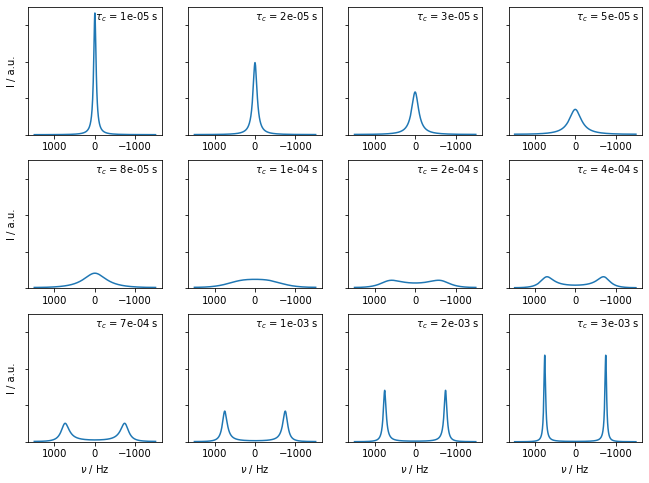 τc = 1e-05 s
τc = 2e-05 s
τc = 3e-05 s
τc = 5e-05 s
I / a.u.
1000 0 −1000
1000 0 −1000
1000 0 −1000
1000 0 −1000
τc = 8e-05 s
τc = 1e-04 s
τc = 2e-04 s
τc = 4e-04 s
I / a.u.
1000 0 −1000
1000 0 −1000
1000 0 −1000
1000 0 −1000
τc = 7e-04 s
τc = 1e-03 s
τc = 2e-03 s
τc = 3e-03 s
I / a.u.
1000 0 −1000
1000 0 −1000
1000 0 −1000
1000 0 −1000
ν / Hz
ν / Hz
ν / Hz
ν / Hz